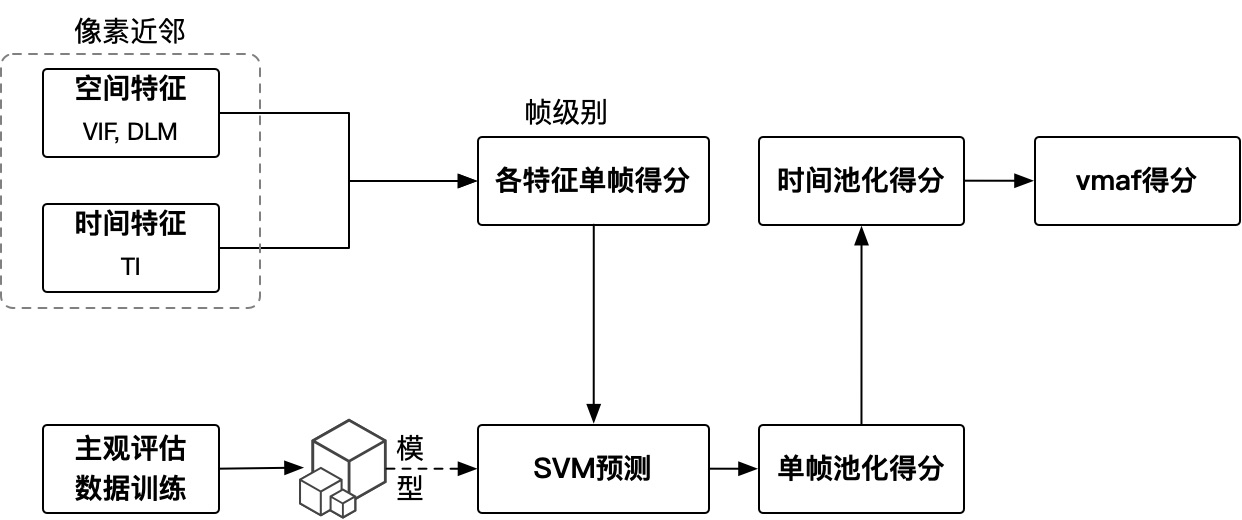 像素近邻
空间特征
VIF, DLM
时间特征
TI
帧级别
各特征单帧得分
时间池化得分
vmaf得分
主观评估
数据训练
模
型
SVM预测
单帧池化得分